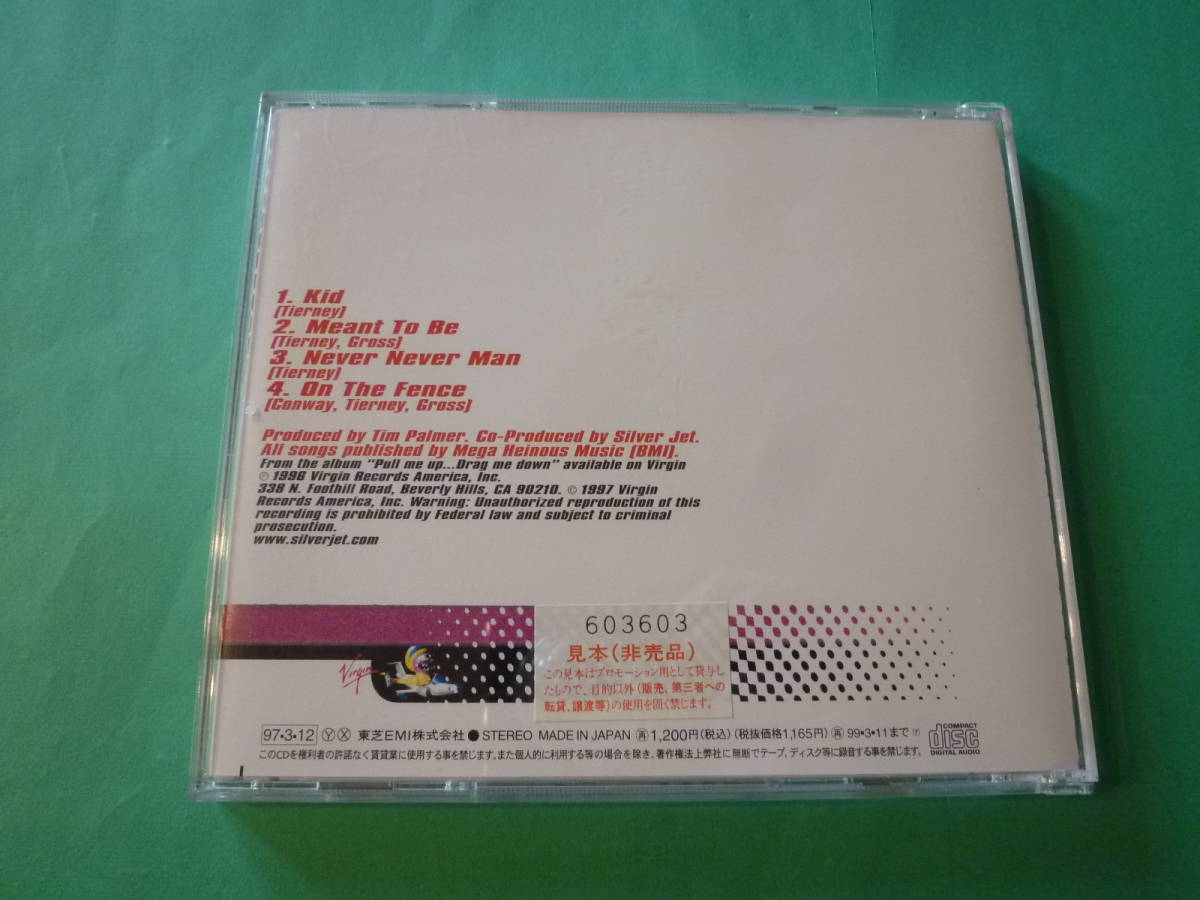 1. Kid
(Tierney)
2. Meant To Be
(Tierney, Gross)
3. Never Never Man
(Tierney)
4. On The Fence
(Conway, Tierney, Gross)
Produced by Tim Palmer. Co-Produced by Silver Jet.
All songs published by Mega Heinous Music (BMI).
From the album "Pull me up...Drag me down" available on Virgin
℗ 1996 Virgin Records America, Inc.
338 N. Foothill Road, Beverly Hills, CA 90210. © 1997 Virgin
Records America, Inc. Warning: Unauthorized reproduction of this
recording is prohibited by Federal law and subject to criminal
prosecution.
www.silverjet.com
Virgin
603603
見本(非売品)
この見本はプロモーション用として貸与し
たもので、目的以外(販売、第三者への
転貸、譲渡等)の使用を固く禁じます。
97・3・12 Ⓨ Ⓧ 東芝EMI株式会社 ● STEREO MADE IN JAPAN ㊞1,200円(税込)(税抜価格1,165円) 99・3・11まで
COMPACT
disc
DIGITAL AUDIO
このCDを権利者の許諾なく賃貸業に使用する事を禁じます。また個人的に利用する等の場合を除き、著作権法上弊社に無断でテープ、ディスク等に録音する事を禁じます。